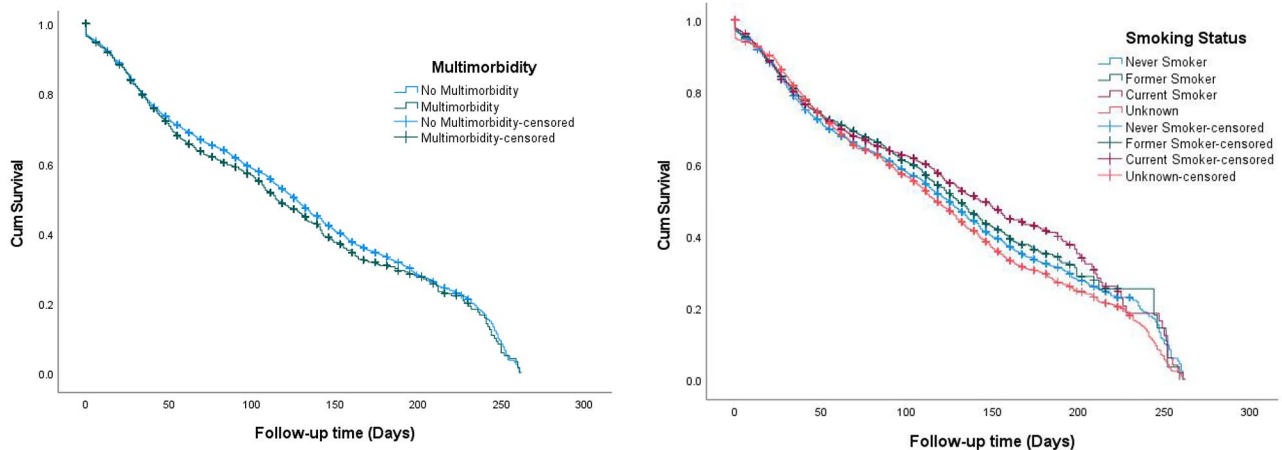 Cum Survival
1.0
0.8
0.6
0.4
0.2
0.0
0
50
100
150
200
250
300
Follow-up time (Days)
Multimorbidity
No Multimorbidity
Multimorbidity
No Multimorbidity-censored
Multimorbidity-censored
Cum Survival
1.0
0.8
0.6
0.4
0.2
0.0
0
50
100
150
200
250
300
Follow-up time (Days)
Smoking Status
Never Smoker
Former Smoker
Current Smoker
Unknown
Never Smoker-censored
Former Smoker-censored
Current Smoker-censored
Unknown-censored